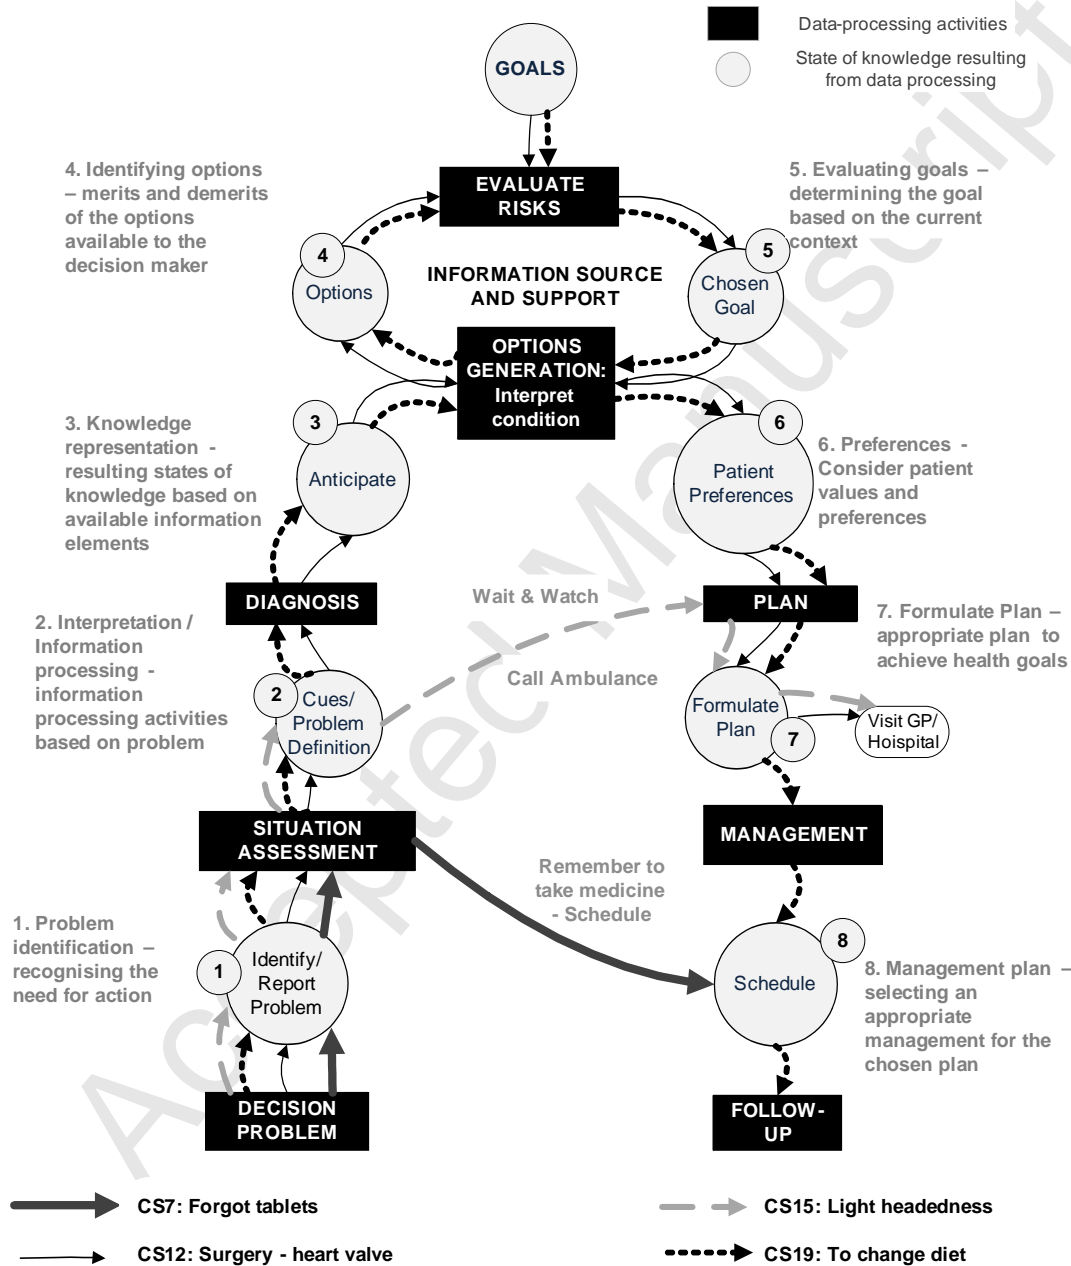 Data-processing activities
State of knowledge resulting
from data processing
GOALS
4. Identifying options
– merits and demerits
of the options
available to the
decision maker
EVALUATE
RISKS
5. Evaluating goals –
determining the goal
based on the current
context
4
Options
INFORMATION SOURCE
AND SUPPORT
5
Chosen
Goal
OPTIONS
GENERATION:
Interpret
condition
3. Knowledge
representation -
resulting states of
knowledge based on
available information
elements
3
Anticipate
6
Patient
Preferences
6. Preferences -
Consider patient
values and
preferences
DIAGNOSIS
Wait & Watch
PLAN
2. Interpretation /
Information
processing -
information
processing activities
based on problem
2
Cues/
Problem
Definition
Call Ambulance
7. Formulate Plan –
appropriate plan to
achieve health goals
Formulate
Plan
7
Visit GP/
Hoispital
SITUATION
ASSESSMENT
MANAGEMENT
Remember to
take medicine
- Schedule
1. Problem
identification –
recognising the
need for action
1
Identify/
Report
Problem
8
Schedule
8. Management plan –
selecting an
appropriate
management for the
chosen plan
DECISION
PROBLEM
FOLLOW-
UP
CS7: Forgot tablets
CS15: Light headedness
CS12: Surgery - heart valve
CS19: To change diet
Accepted Manuscript